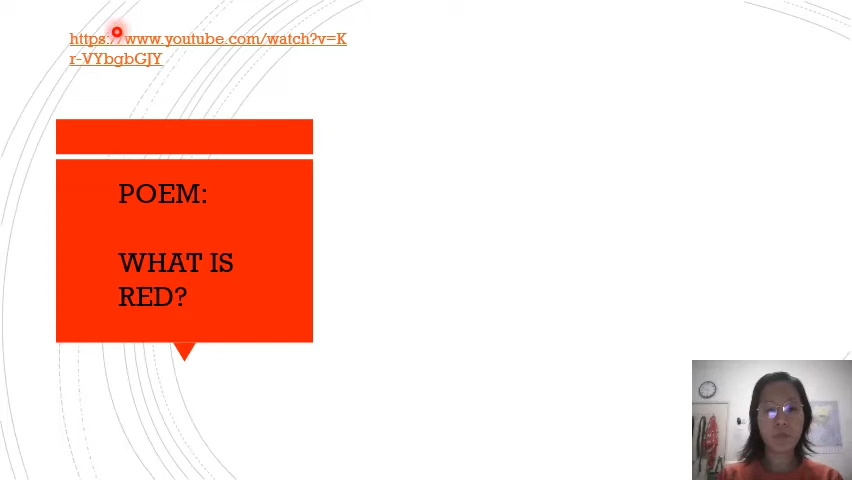 https://www.youtube.com/watch?v=K
r-VYbgbGJY
POEM:
WHAT IS
RED?